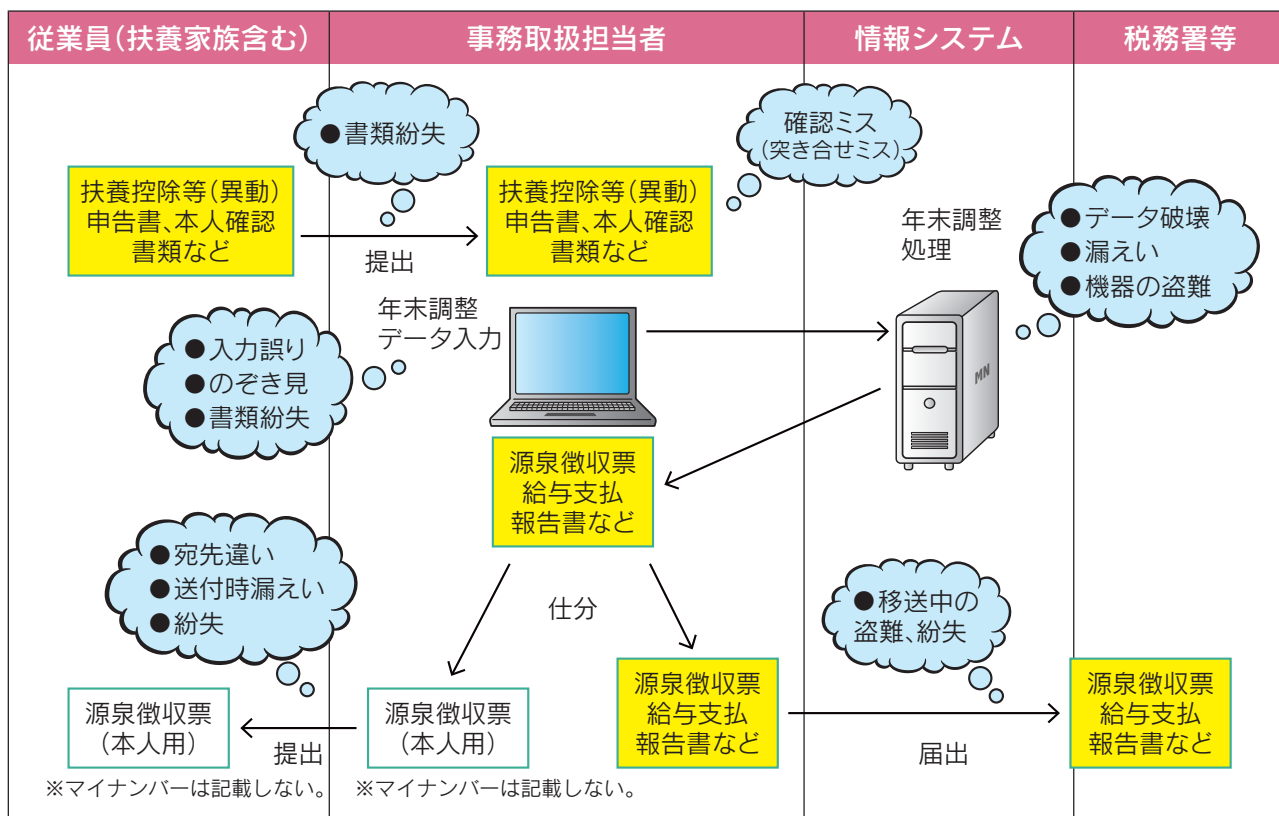 従業員(扶養家族含む)
事務取扱担当者
情報システム
税務署等
●書類紛失
確認ミス
(突き合せミス)
扶養控除等(異動)
申告書、本人確認
書類など
提出
扶養控除等(異動)
申告書、本人確認
書類など
年末調整
処理
●データ破壊
●漏えい
●機器の盗難
年末調整
データ入力
●入力誤り
●のぞき見
●書類紛失
MN
源泉徴収票
給与支払
報告書など
●宛先違い
●送付時漏えい
●紛失
仕分
●移送中の
盗難、紛失
源泉徴収票
(本人用)
提出
源泉徴収票
(本人用)
源泉徴収票
給与支払
報告書など
届出
源泉徴収票
給与支払
報告書など
※マイナンバーは記載しない。
※マイナンバーは記載しない。